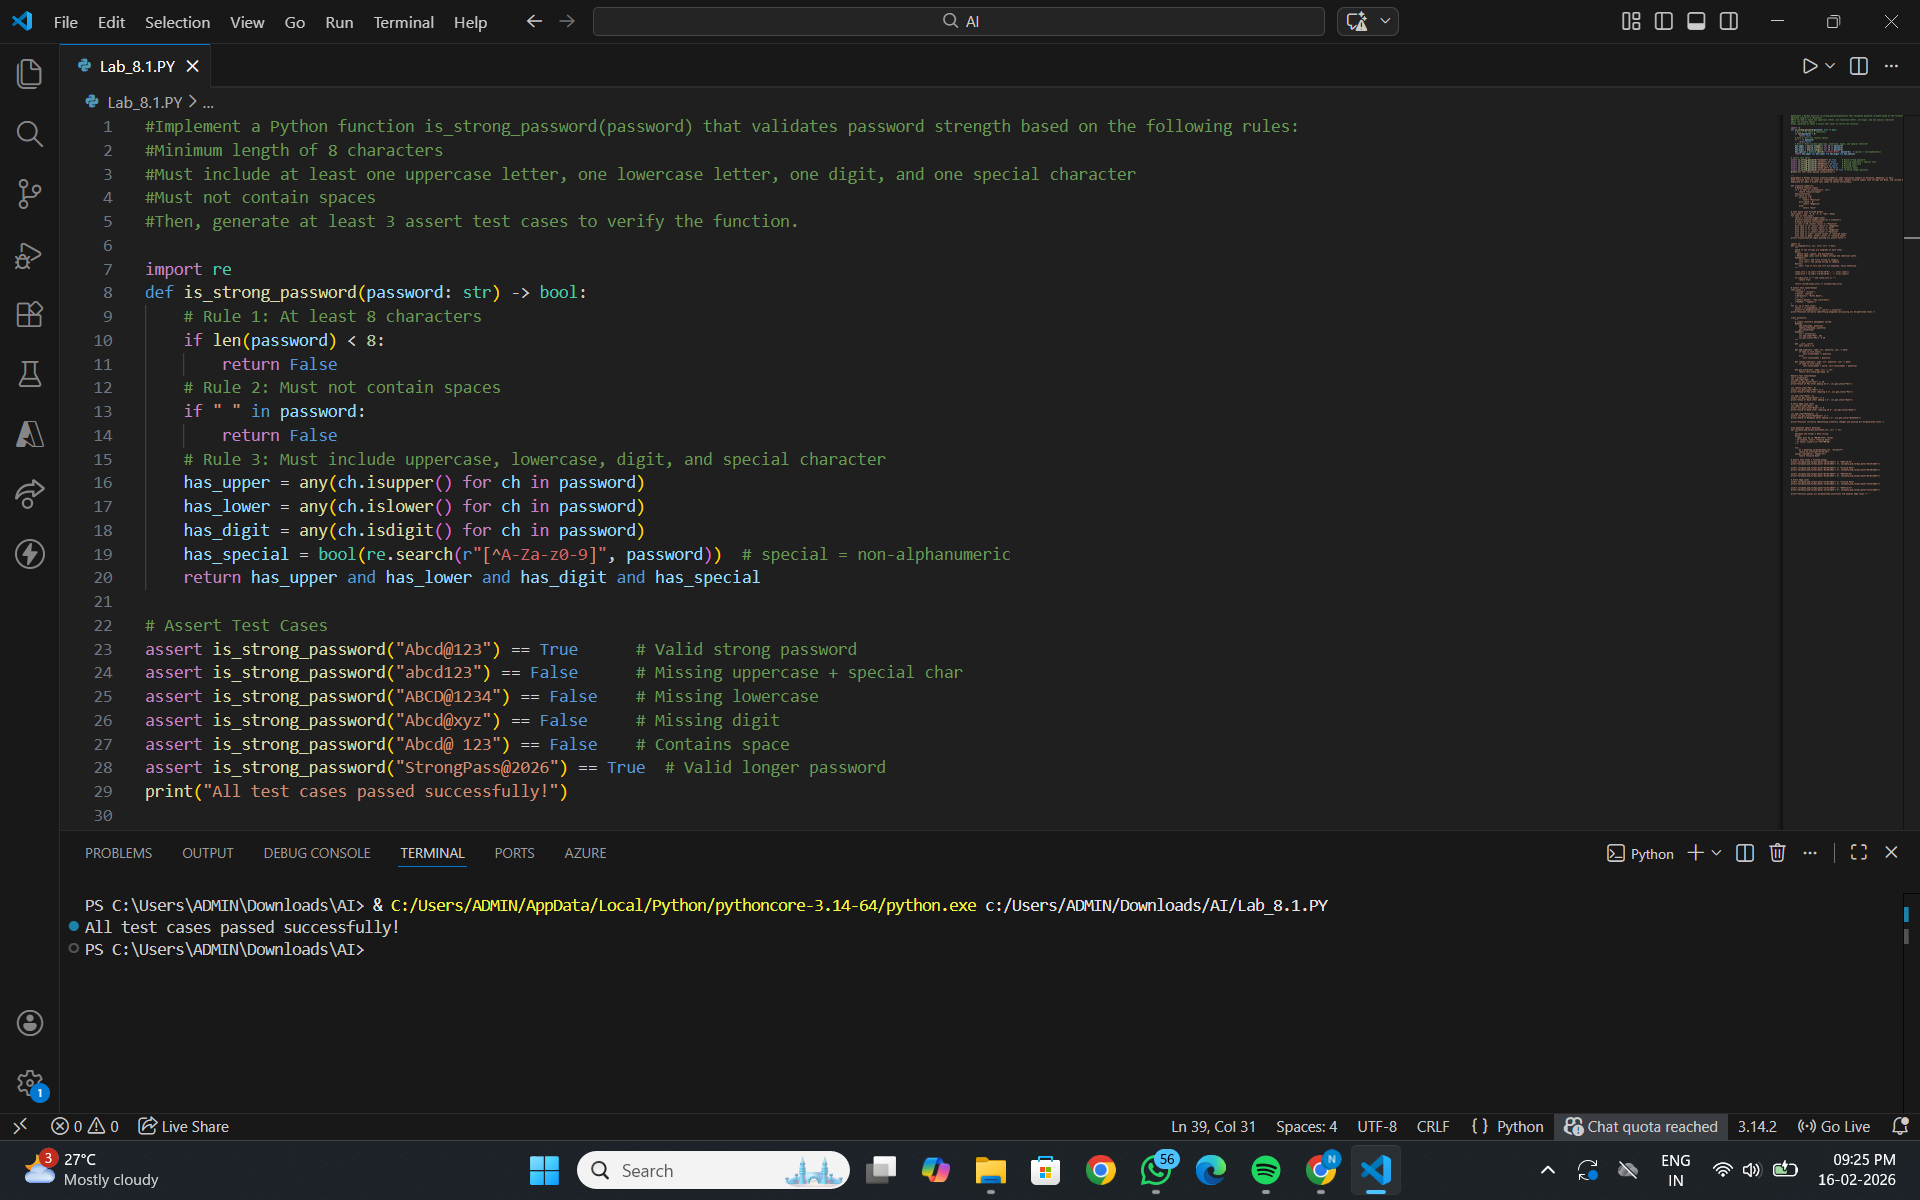 File Edit Selection View Go Run Terminal Help
AI
Lab_8.1.PY
Lab_8.1.PY > ...
1 #Implement a Python function is_strong_password(password) that validates password strength based on the following rules:
2 #Minimum length of 8 characters
3 #Must include at least one uppercase letter, one lowercase letter, one digit, and one special character
4 #Must not contain spaces
5 #Then, generate at least 3 assert test cases to verify the function.
6
7 import re
8 def is_strong_password(password: str) -> bool:
9     # Rule 1: At least 8 characters
10     if len(password) < 8:
11         return False
12     # Rule 2: Must not contain spaces
13     if " " in password:
14         return False
15     # Rule 3: Must include uppercase, lowercase, digit, and special character
16     has_upper = any(ch.isupper() for ch in password)
17     has_lower = any(ch.islower() for ch in password)
18     has_digit = any(ch.isdigit() for ch in password)
19     has_special = bool(re.search(r"[^A-Za-z0-9]", password))  # special = non-alphanumeric
20     return has_upper and has_lower and has_digit and has_special
21
22 # Assert Test Cases
23 assert is_strong_password("Abcd@123") == True      # Valid strong password
24 assert is_strong_password("abcd123") == False      # Missing uppercase + special char
25 assert is_strong_password("ABCD@1234") == False    # Missing lowercase
26 assert is_strong_password("Abcd@xyz") == False     # Missing digit
27 assert is_strong_password("Abcd@ 123") == False    # Contains space
28 assert is_strong_password("StrongPass@2026") == True  # Valid longer password
29 print("All test cases passed successfully!")
30
PROBLEMS OUTPUT DEBUG CONSOLE TERMINAL PORTS AZURE
Python
PS C:\Users\ADMIN\Downloads\AI> & C:/Users/ADMIN/AppData/Local/Python/pythoncore-3.14-64/python.exe c:/Users/ADMIN/Downloads/AI/Lab_8.1.PY
All test cases passed successfully!
PS C:\Users\ADMIN\Downloads\AI>
1
0 0 Live Share
Ln 39, Col 31 Spaces: 4 UTF-8 CRLF { } Python Chat quota reached 3.14.2 Go Live
3
27°C
Mostly cloudy
Search
56
N
ENG
IN
09:25 PM
16-02-2026